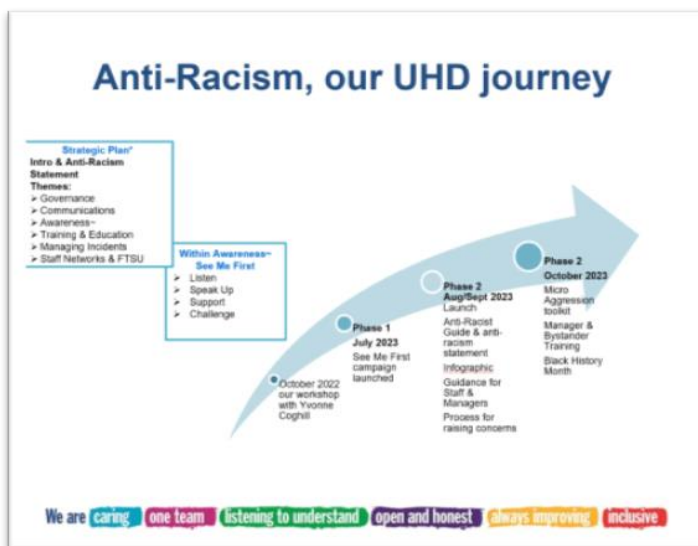 Anti-Racism, our UHD journey
Strategic Plan*
Intro & Anti-Racism
Statement
Themes:
➢ Governance
➢ Communications
➢ Awareness~
➢ Training & Education
➢ Managing Incidents
➢ Staff Networks & FTSU
Within Awareness~
See Me First
➢ Listen
➢ Speak Up
➢ Support
➢ Challenge
October 2022
our workshop
with Yvonne
Coghill
Phase 1
July 2023
See Me First
campaign
launched
Phase 2
Aug/Sept 2023
Launch
Anti-Racist
Guide & anti-
racism
statement
Infographic
Guidance for
Staff &
Managers
Process for
raising concerns
Phase 2
October 2023
Micro
Aggression
toolkit
Manager &
Bystander
Training
Black History
Month
We are caring one team listening to understand open and honest always improving inclusive